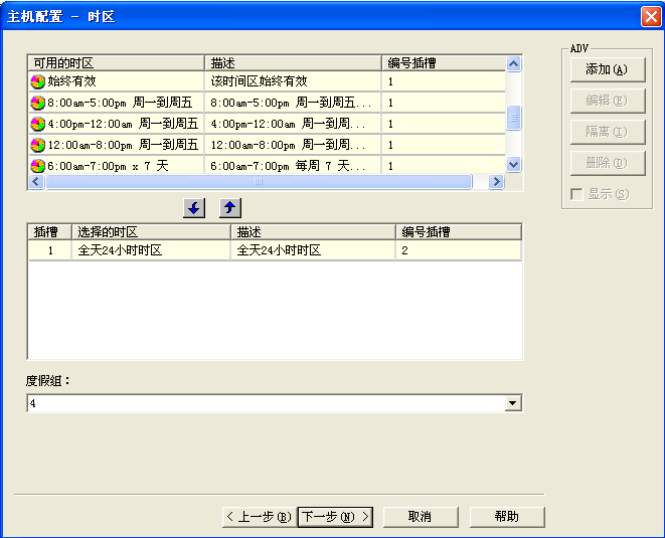 主机配置 - 时区
ADV
可用的时区 描述 编号插槽
始终有效 该时间区始终有效 1
8:00am-5:00pm 周一到周五 8:00am-5:00pm 周一到周五... 1
4:00pm-12:00am 周一到周五 4:00pm-12:00am 周一到周... 1
12:00am-8:00pm 周一到周五 12:00am-8:00pm 周一到周... 1
6:00am-7:00pm x 7 天 6:00am-7:00pm 每周 7 天... 1
添加(A)
编辑(E)
隔离(I)
删除(D)
显示(S)
插槽 选择的时区 描述 编号插槽
1 全天24小时时区 全天24小时时区 2
度假组：
4
< 上一步(B) 下一步(N) > 取消 帮助